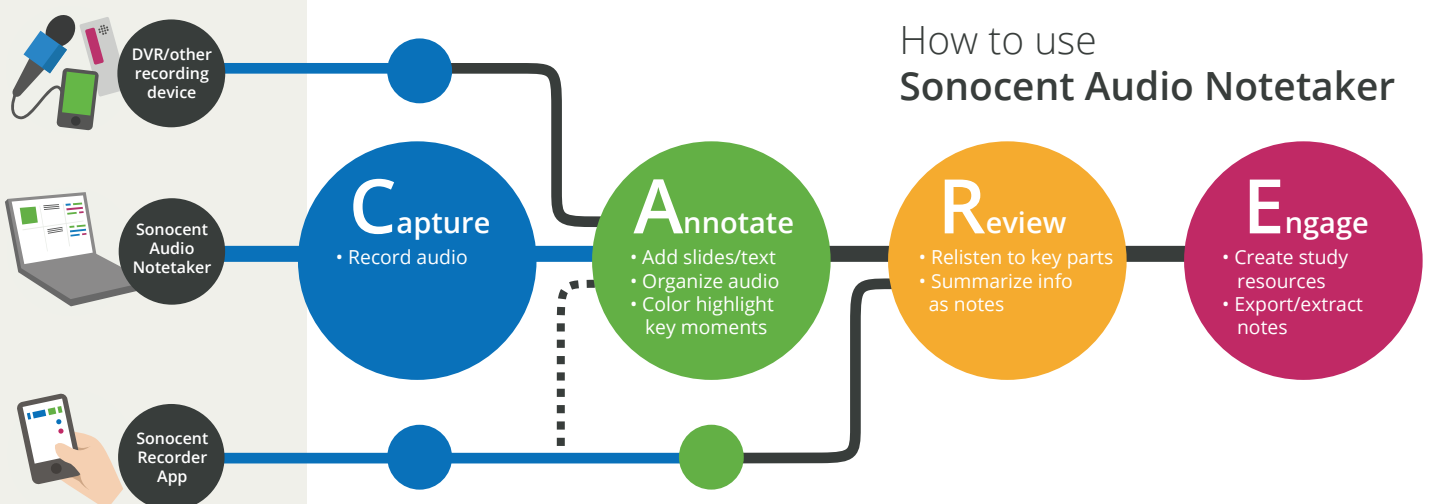 How to use
Sonocent Audio Notetaker
DVR/other
recording
device
Sonocent
Audio
Notetaker
Sonocent
Recorder
App
Capture
• Record audio
Annotate
• Add slides/text
• Organize audio
• Color highlight
key moments
Review
• Relisten to key parts
• Summarize info
as notes
Engage
• Create study
resources
• Export/extract
notes